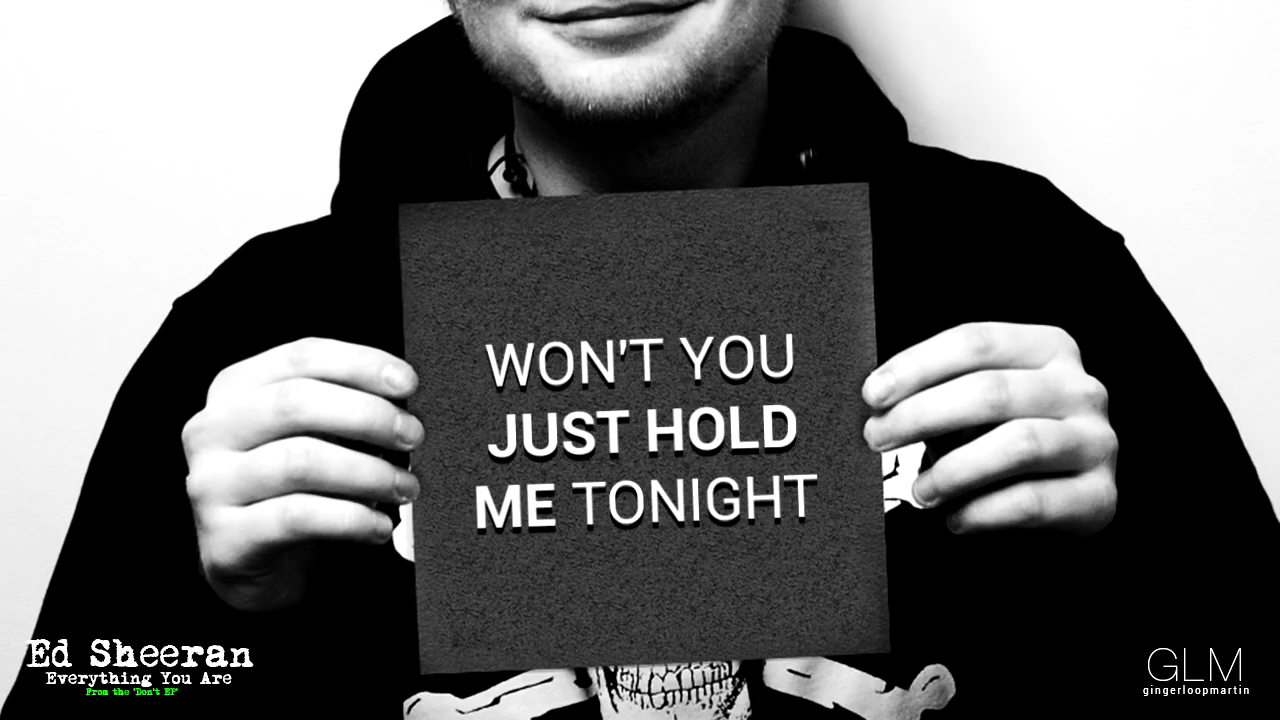 WON'T YOU
JUST HOLD
ME TONIGHT
Ed Sheeran
Everything You Are
From the 'Don't EP'
GLM
gingerloopmartin